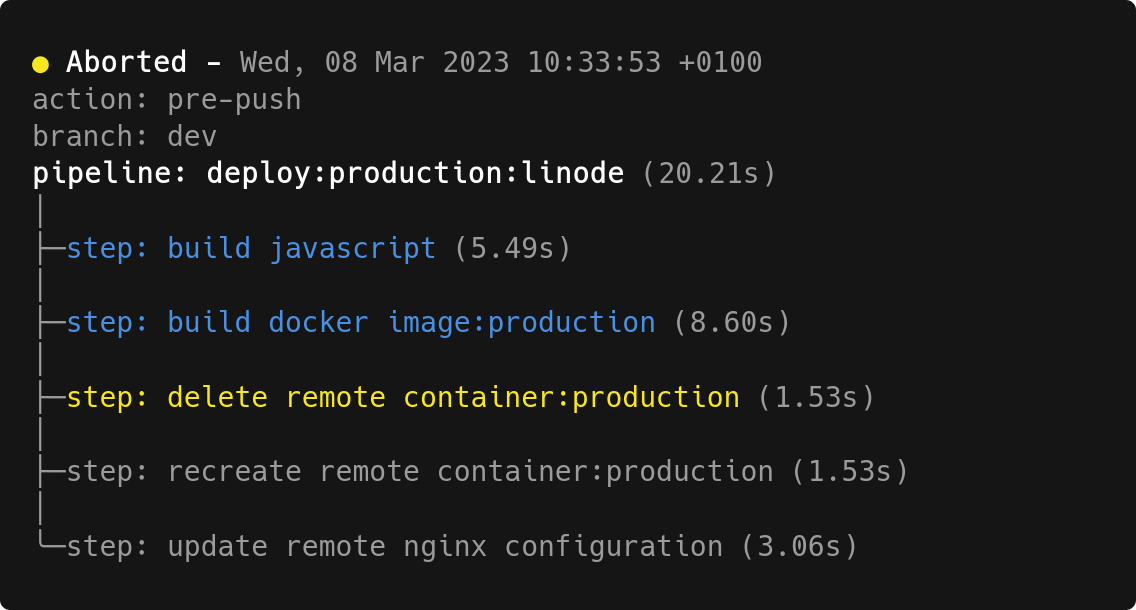 ● Aborted - Wed, 08 Mar 2023 10:33:53 +0100
action: pre-push
branch: dev
pipeline: deploy:production:linode (20.21s)
│
├─step: build javascript (5.49s)
│
├─step: build docker image:production (8.60s)
│
├─step: delete remote container:production (1.53s)
│
├─step: recreate remote container:production (1.53s)
│
╰─step: update remote nginx configuration (3.06s)